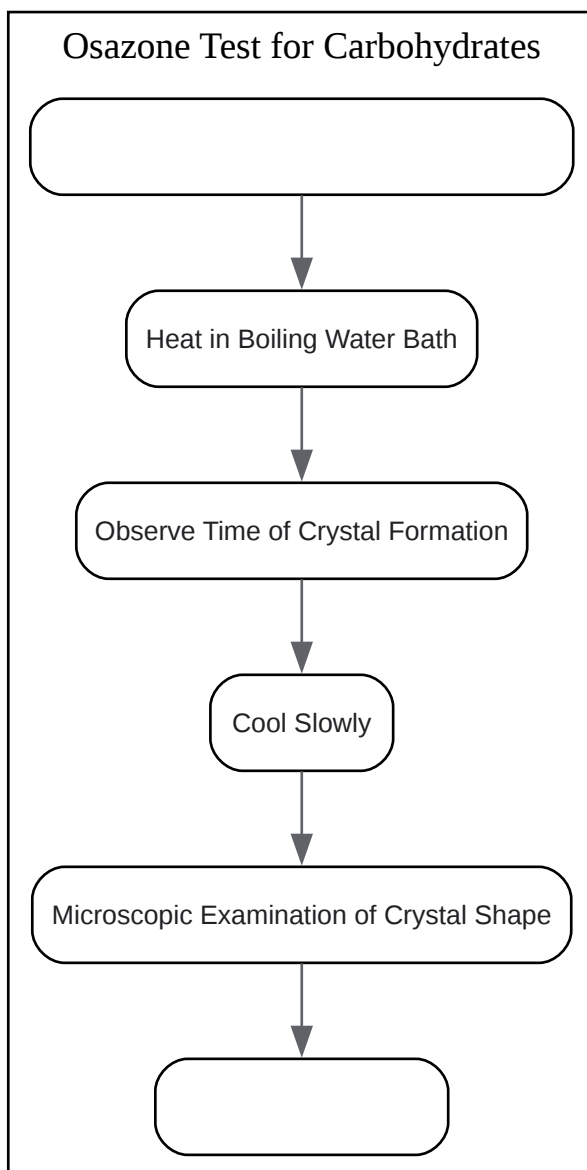 Osazone Test for Carbohydrates
Heat in Boiling Water Bath
Observe Time of Crystal Formation
Cool Slowly
Microscopic Examination of Crystal Shape